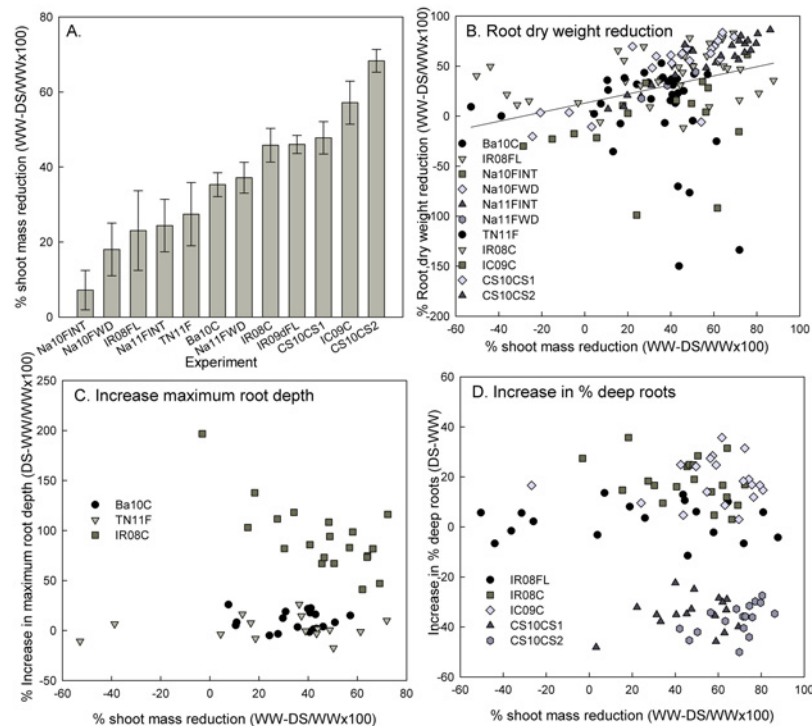 A.
% shoot mass reduction (WW-DS/WWx100)
80
60
40
20
0
Na10FINT
Na10FWD
IR08FL
Na11FINT
TN11F
Ba10C
Na11FWD
IR08C
IR09dFL
CS10CS1
IC09C
CS10CS2
Experiment
B. Root dry weight reduction
% Root dry weight reduction (WW-DS/WWx100)
100
50
0
-50
-100
-150
-200
Ba10C
IR08FL
Na10FINT
Na10FWD
Na11FINT
Na11FWD
TN11F
IR08C
IC09C
CS10CS1
CS10CS2
-60 -40 -20 0 20 40 60 80 100
% shoot mass reduction (WW-DS/WWx100)
C. Increase maximum root depth
% Increase in maximum root depth (DS-WW/WWx100)
250
200
150
100
50
0
-50
Ba10C
TN11F
IR08C
-60 -40 -20 0 20 40 60 80
% shoot mass reduction (WW-DS/WWx100)
D. Increase in % deep roots
Increase in % deep roots (DS-WW)
60
40
20
0
-20
-40
-60
IR08FL
IR08C
IC09C
CS10CS1
CS10CS2
-60 -40 -20 0 20 40 60 80 100
% shoot mass reduction (WW-DS/WWx100)